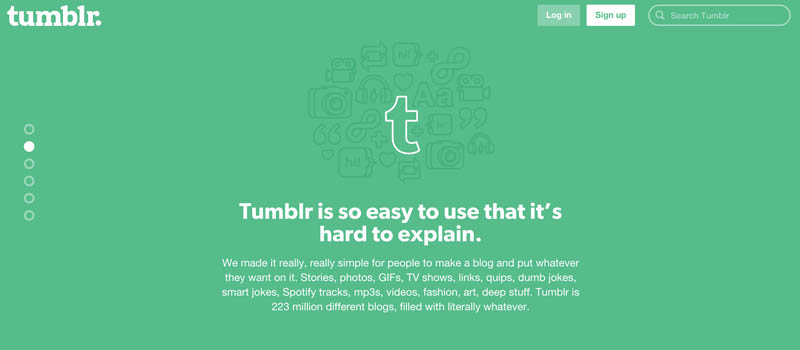 tumblr.
Log in
Sign up
Search Tumblr
hi!
Aa
hi!
t
hi!
Tumblr is so easy to use that it’s
hard to explain.
We made it really, really simple for people to make a blog and put whatever
they want on it. Stories, photos, GIFs, TV shows, links, quips, dumb jokes,
smart jokes, Spotify tracks, mp3s, videos, fashion, art, deep stuff. Tumblr is
223 million different blogs, filled with literally whatever.